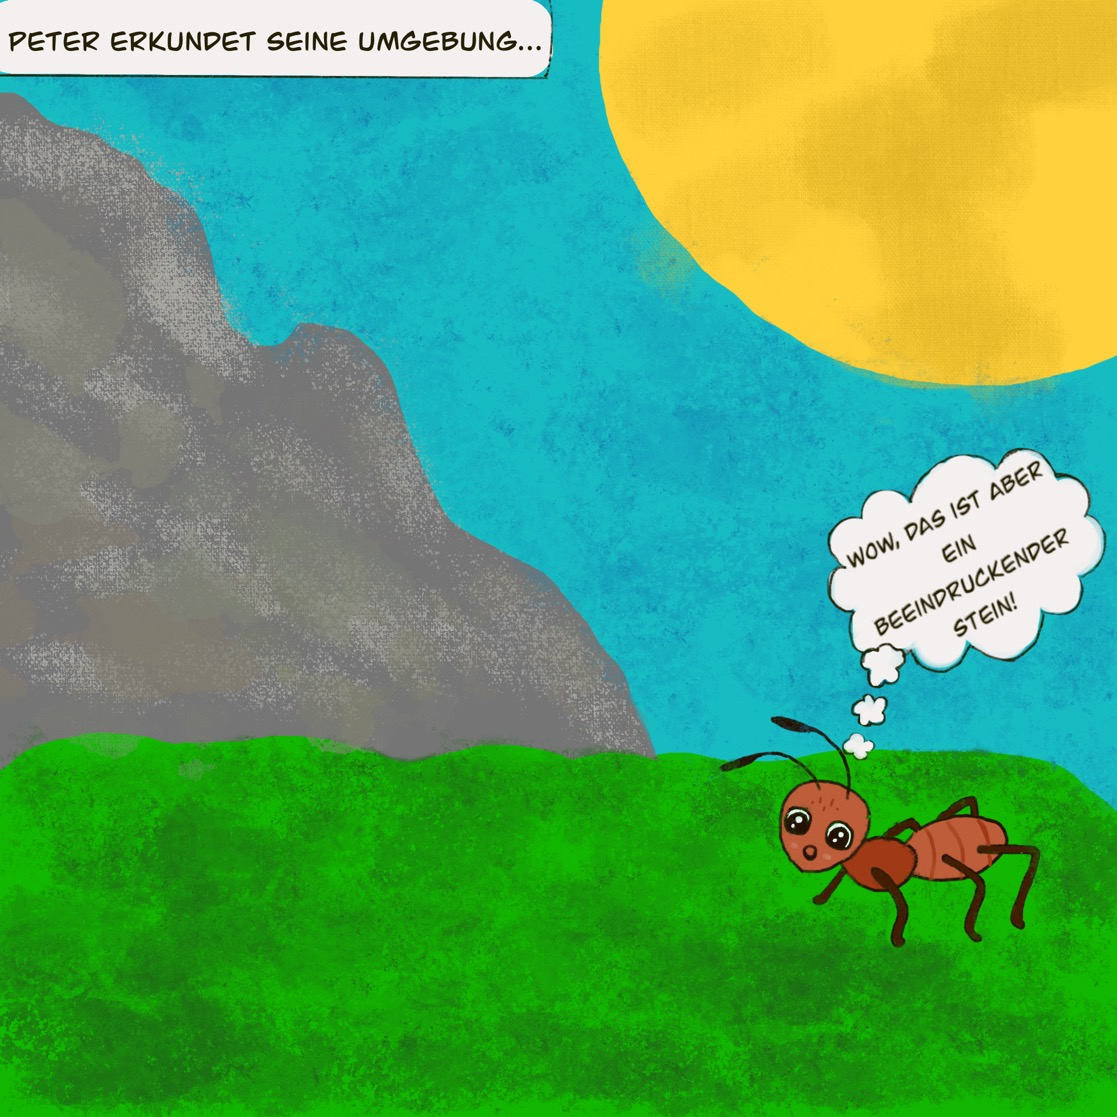 PETER ERKUNDET SEINE UMGEBUNG...
WOW, DAS IST ABER
EIN
BEEINDRUCKENDER
STEIN!